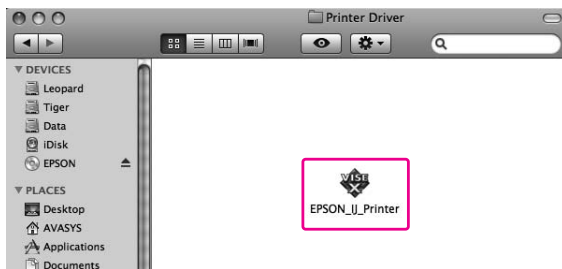 Printer Driver
DEVICES
Leopard
Tiger
Data
iDisk
EPSON
PLACES
Desktop
AVASYS
Applications
Documents
VISE
X
EPSON_IJ_Printer